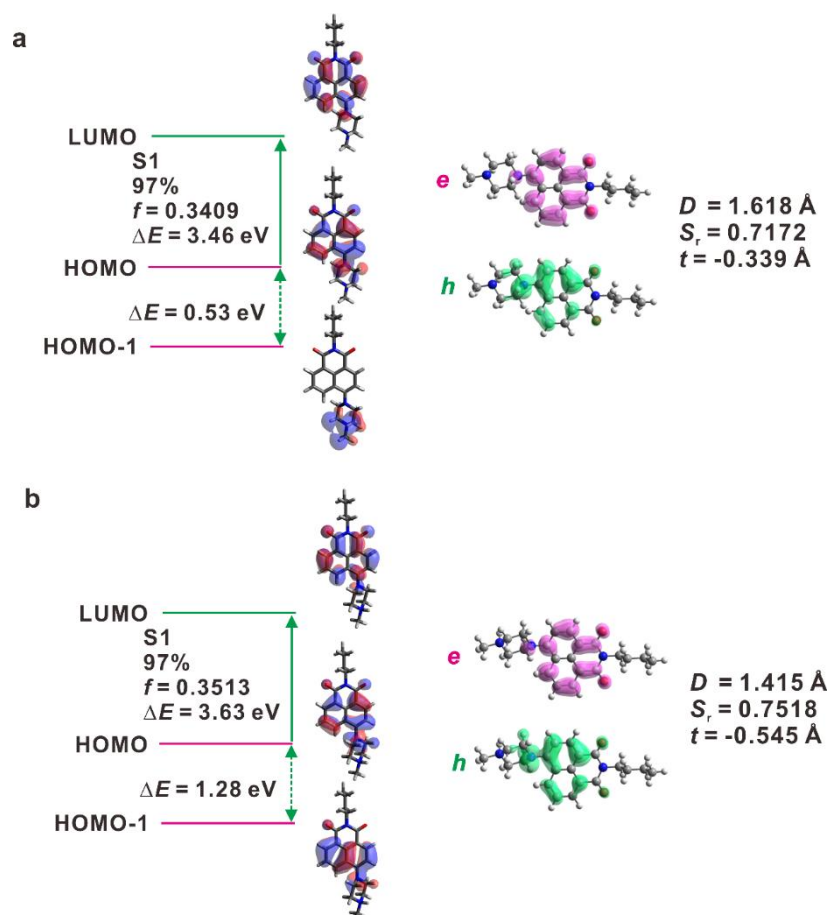 a
LUMO
S1
97%
f = 0.3409
ΔE = 3.46 eV
HOMO
ΔE = 0.53 eV
HOMO-1
e
h
D = 1.618 Å
Sr = 0.7172
t = -0.339 Å
b
LUMO
S1
97%
f = 0.3513
ΔE = 3.63 eV
HOMO
ΔE = 1.28 eV
HOMO-1
e
h
D = 1.415 Å
Sr = 0.7518
t = -0.545 Å